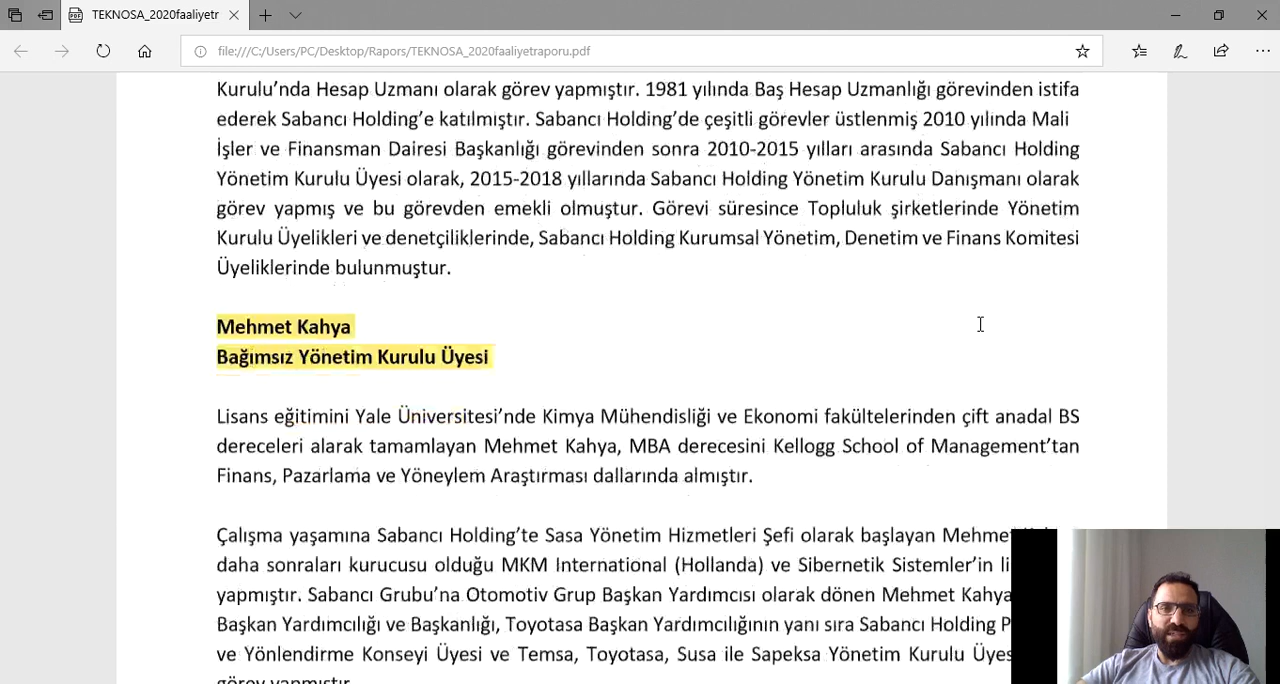 TEKNOSA_2020faaliyetr
file:///C:/Users/PC/Desktop/Rapors/TEKNOSA_2020faaliyetraporu.pdf
Kurulu’nda Hesap Uzmanı olarak görev yapmıştır. 1981 yılında Baş Hesap Uzmanlığı görevinden istifa
ederek Sabancı Holding’e katılmıştır. Sabancı Holding’de çeşitli görevler üstlenmiş 2010 yılında Mali
İşler ve Finansman Dairesi Başkanlığı görevinden sonra 2010-2015 yılları arasında Sabancı Holding
Yönetim Kurulu Üyesi olarak, 2015-2018 yıllarında Sabancı Holding Yönetim Kurulu Danışmanı olarak
görev yapmış ve bu görevden emekli olmuştur. Görevi süresince Topluluk şirketlerinde Yönetim
Kurulu Üyelikleri ve denetçiliklerinde, Sabancı Holding Kurumsal Yönetim, Denetim ve Finans Komitesi
Üyeliklerinde bulunmuştur.
Mehmet Kahya
Bağımsız Yönetim Kurulu Üyesi
Lisans eğitimini Yale Üniversitesi’nde Kimya Mühendisliği ve Ekonomi fakültelerinden çift anadal BS
dereceleri alarak tamamlayan Mehmet Kahya, MBA derecesini Kellogg School of Management’tan
Finans, Pazarlama ve Yöneylem Araştırması dallarında almıştır.
Çalışma yaşamına Sabancı Holding’te Sasa Yönetim Hizmetleri Şefi olarak başlayan Mehmet
daha sonraları kurucusu olduğu MKM International (Hollanda) ve Sibernetik Sistemler’in
yapmıştır. Sabancı Grubu’na Otomotiv Grup Başkan Yardımcısı olarak dönen Mehmet Kahya
Başkan Yardımcılığı ve Başkanlığı, Toyotasa Başkan Yardımcılığının yanı sıra Sabancı Holding
ve Yönlendirme Konseyi Üyesi ve Temsa, Toyotasa, Susa ile Sapeksa Yönetim Kurulu
görev yapmıştır.